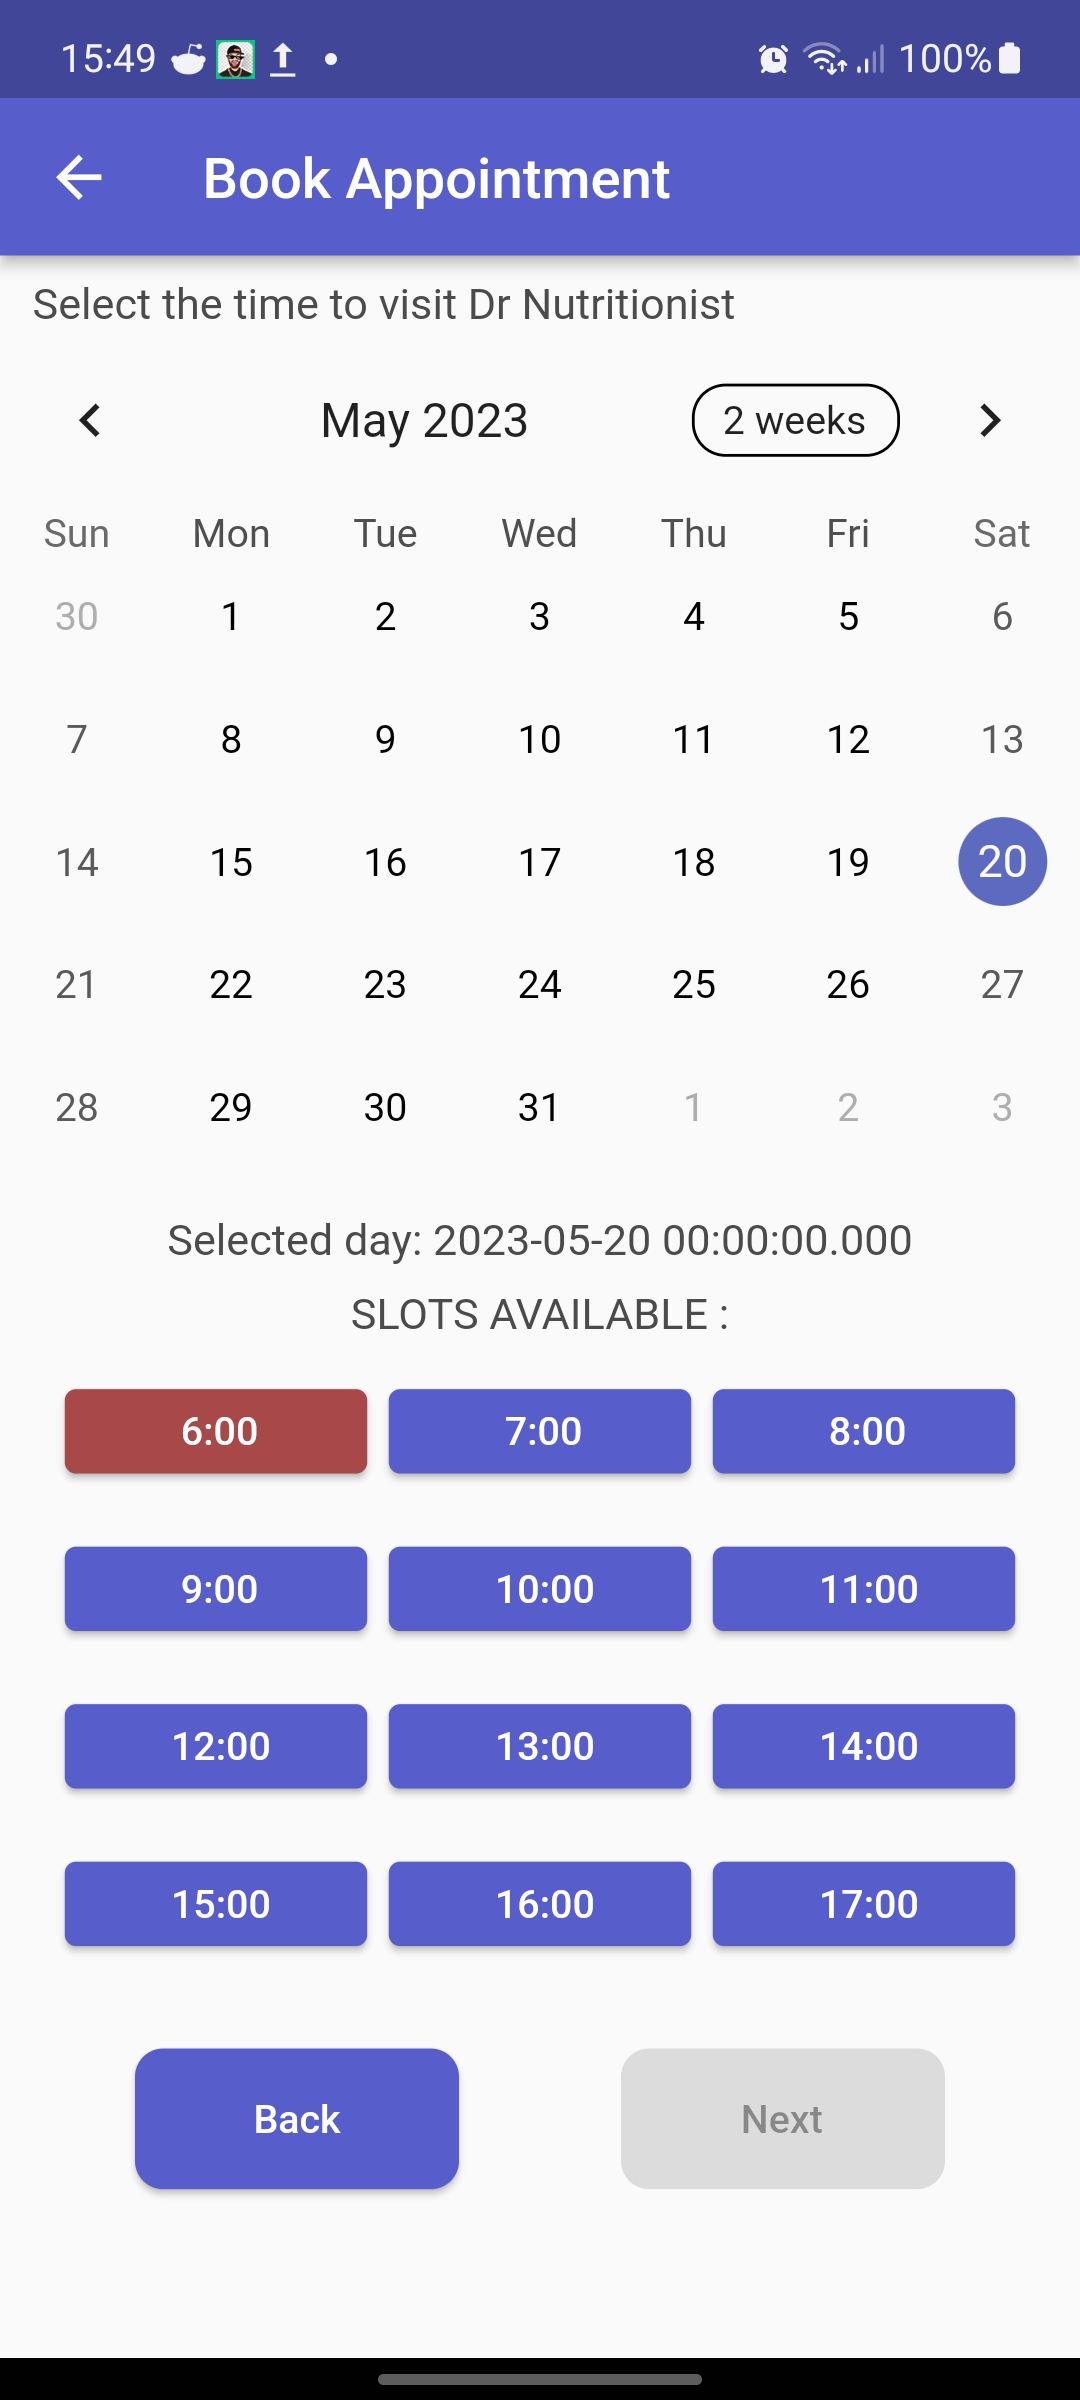 15:49 100%
Book Appointment
Select the time to visit Dr Nutritionist
May 2023 2 weeks
Sun Mon Tue Wed Thu Fri Sat
30 1 2 3 4 5 6
7 8 9 10 11 12 13
14 15 16 17 18 19 20
21 22 23 24 25 26 27
28 29 30 31 1 2 3
Selected day: 2023-05-20 00:00:00.000
SLOTS AVAILABLE :
6:00 7:00 8:00
9:00 10:00 11:00
12:00 13:00 14:00
15:00 16:00 17:00
Back Next